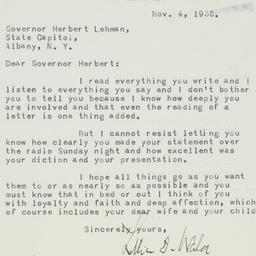 Nov. 4, 1938.
Governor Herbert Lehman,
State Capitol,
Albany, N. Y.
Dear Governor Herbert:
I read everything you write and I
listen to everything you say and I don't bother
you to tell you because I know how deeply you
are involved and that even the reading of a
letter is one thing added.
But I cannot resist letting you
know how clearly you made your statement over
the radio Sunday night and how excellent was
your diction and your presentation.
I hope all things go as you want
them to or as nearly so as possible and you
must know that in bed or out I think of you
with loyalty and faith and deep affection, which
of course includes your dear wife and your child
Sincerely yours,
Lillian D. Wald